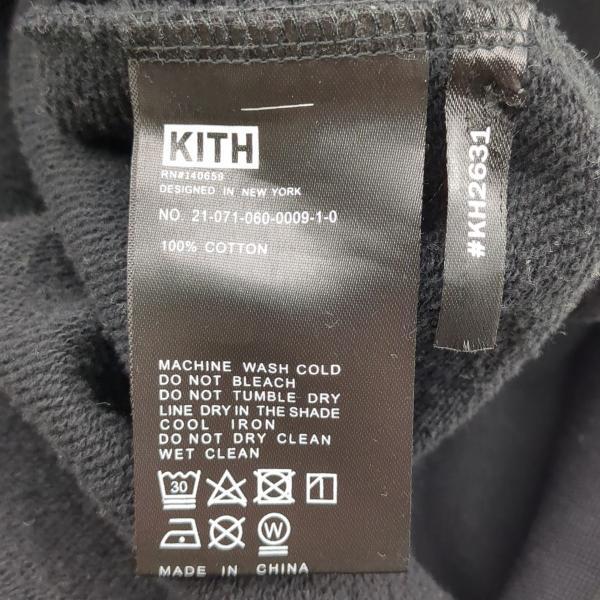 KITH
RN#140659
DESIGNED IN NEW YORK
NO. 21-071-060-0009-1-0
100% COTTON
MACHINE WASH COLD
DO NOT BLEACH
DO NOT TUMBLE DRY
LINE DRY IN THE SHADE
COOL IRON
DO NOT DRY CLEAN
WET CLEAN
30
W
MADE IN CHINA
#KH2631